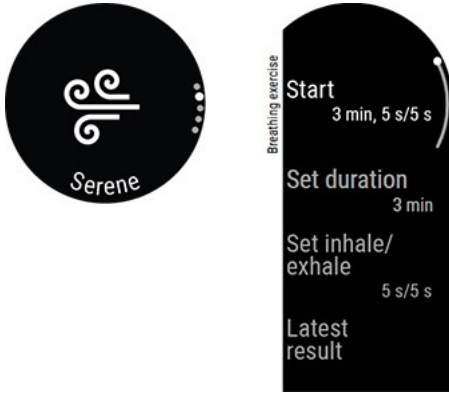 Serene
Breathing exercise
Start
3 min, 5 s/5 s
Set duration
3 min
Set inhale/
exhale
5 s/5 s
Latest
result